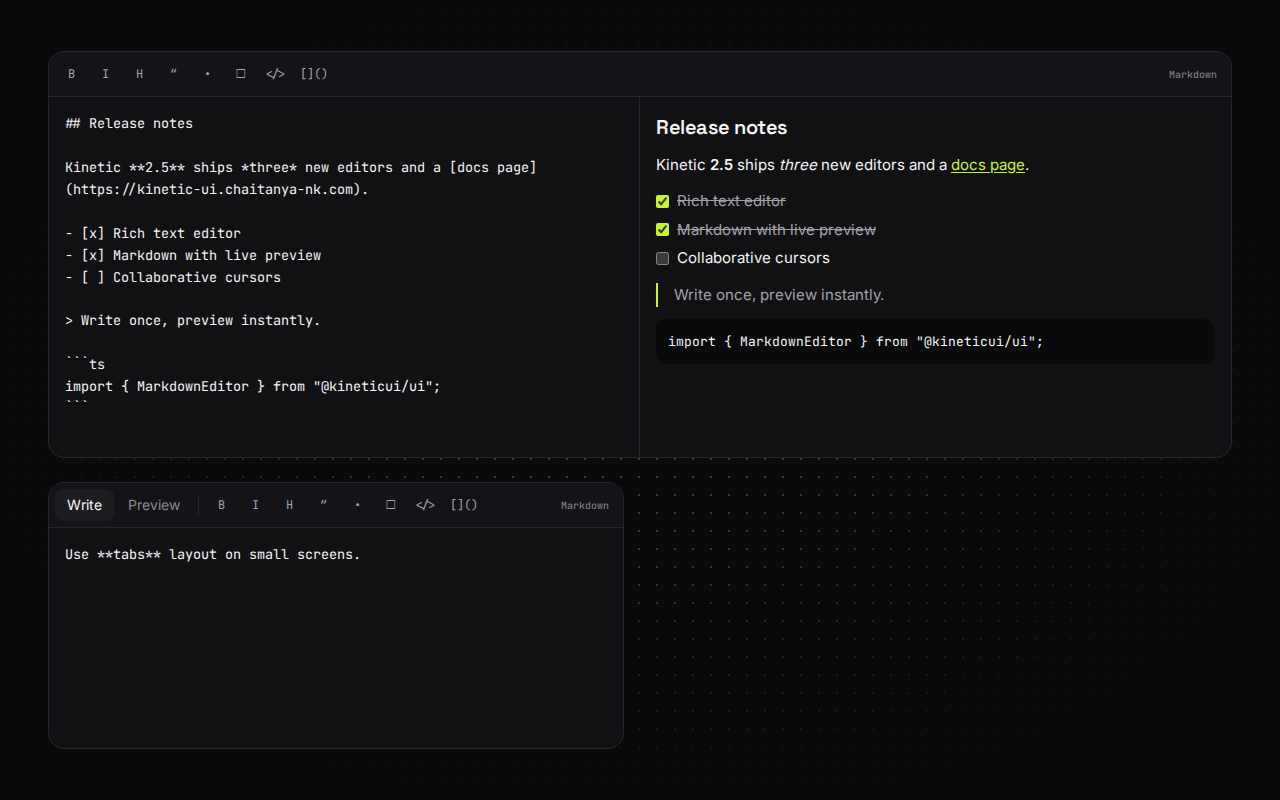 B I H “ • ☐ </> []() Markdown
## Release notes
Kinetic **2.5** ships *three* new editors and a [docs page]
(https://kinetic-ui.chaitanya-nk.com).
- [x] Rich text editor
- [x] Markdown with live preview
- [ ] Collaborative cursors
> Write once, preview instantly.
```ts
import { MarkdownEditor } from "@kineticui/ui";
```
Release notes
Kinetic 2.5 ships three new editors and a docs page.
Rich text editor
Markdown with live preview
Collaborative cursors
Write once, preview instantly.
import { MarkdownEditor } from "@kineticui/ui";
Write Preview B I H “ • ☐ </> []() Markdown
Use **tabs** layout on small screens.